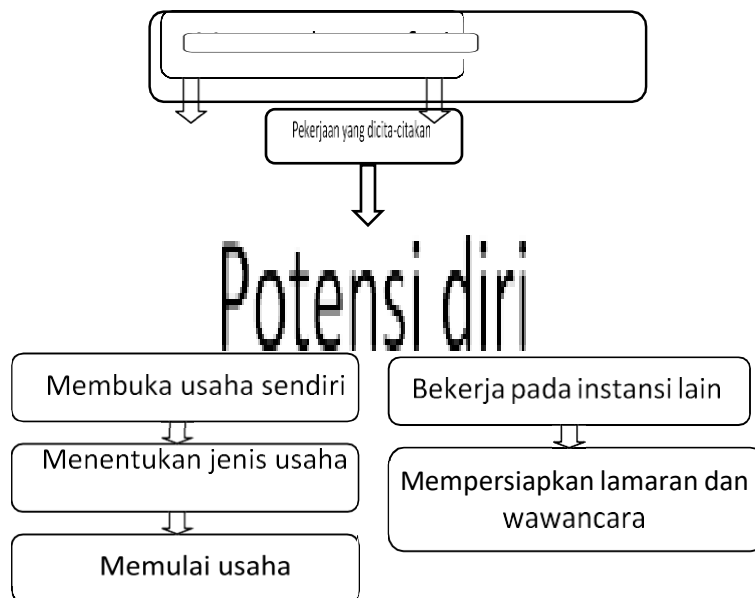 Pekerjaan yang dicita-citakan
Potensi diri
Membuka usaha sendiri
Bekerja pada instansi lain
Menentukan jenis usaha
Mempersiapkan lamaran dan
wawancara
Memulai usaha